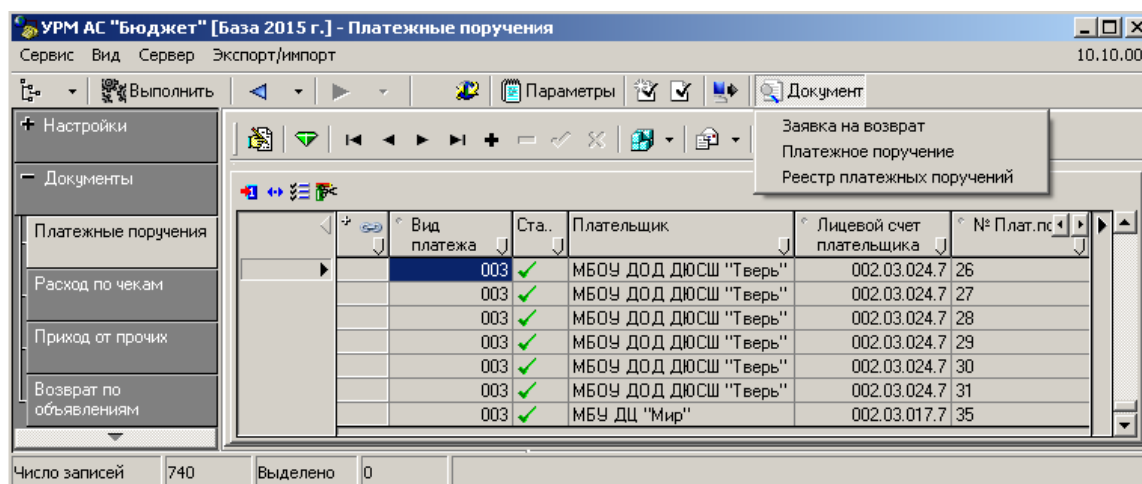 УРМ АС "Бюджет" [База 2015 г.] - Платежные поручения
Сервис Вид Сервер Экспорт/импорт 10.10.00
Выполнить Параметры Документ
Настройки
Заявка на возврат
Платежное поручение
Реестр платежных поручений
Документы
Платежные поручения
Расход по чекам
Приход от прочих
Возврат по
объявлениям
Вид
платежа
Ста..
Плательщик
Лицевой счет
плательщика
№ Плат.пс
003 МБОУ ДОД ДЮСШ "Тверь" 002.03.024.7 26
003 МБОУ ДОД ДЮСШ "Тверь" 002.03.024.7 27
003 МБОУ ДОД ДЮСШ "Тверь" 002.03.024.7 28
003 МБОУ ДОД ДЮСШ "Тверь" 002.03.024.7 29
003 МБОУ ДОД ДЮСШ "Тверь" 002.03.024.7 30
003 МБОУ ДОД ДЮСШ "Тверь" 002.03.024.7 31
003 МБУ ДЦ "Мир" 002.03.017.7 35
Число записей 740 Выделено 0